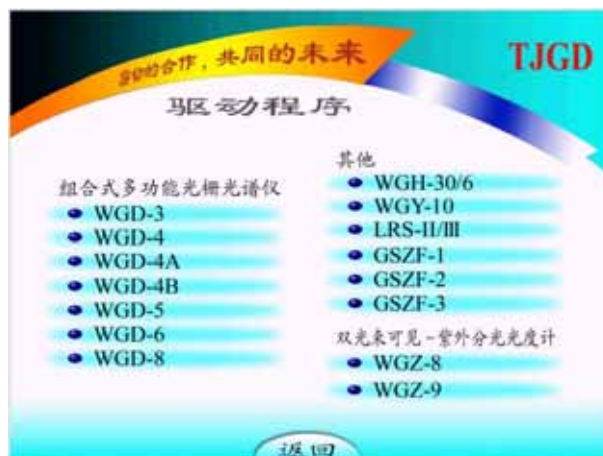 密切的合作，共同的未来
TJGD
驱动程序
组合式多功能光栅光谱仪
WGD-3
WGD-4
WGD-4A
WGD-4B
WGD-5
WGD-6
WGD-8
其他
WGH-30/6
WGY-10
LRS-II/III
GSZF-1
GSZF-2
GSZF-3
双光束可见-紫外分光光度计
WGZ-8
WGZ-9
返回